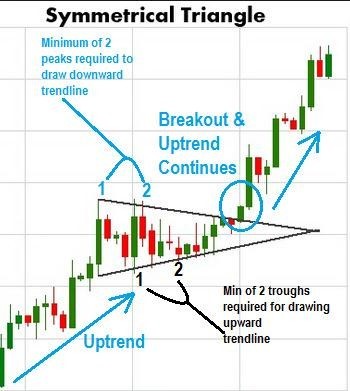 Symmetrical Triangle
Minimum of 2
peaks required to
draw downward
trendline
Breakout &
Uptrend
Continues
1 2
1 2
Min of 2 troughs
required for drawing
upward
trendline
Uptrend